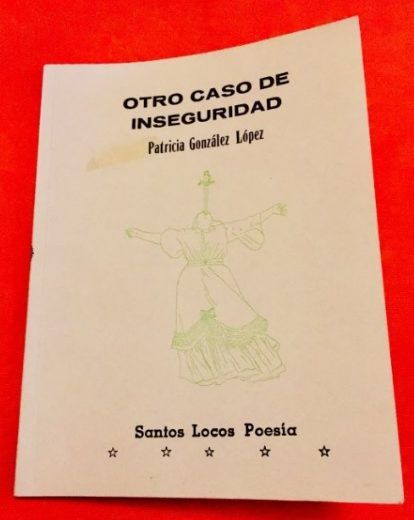 OTRO CASO DE
INSEGURIDAD
Patricia González López
Santos Locos Poesía